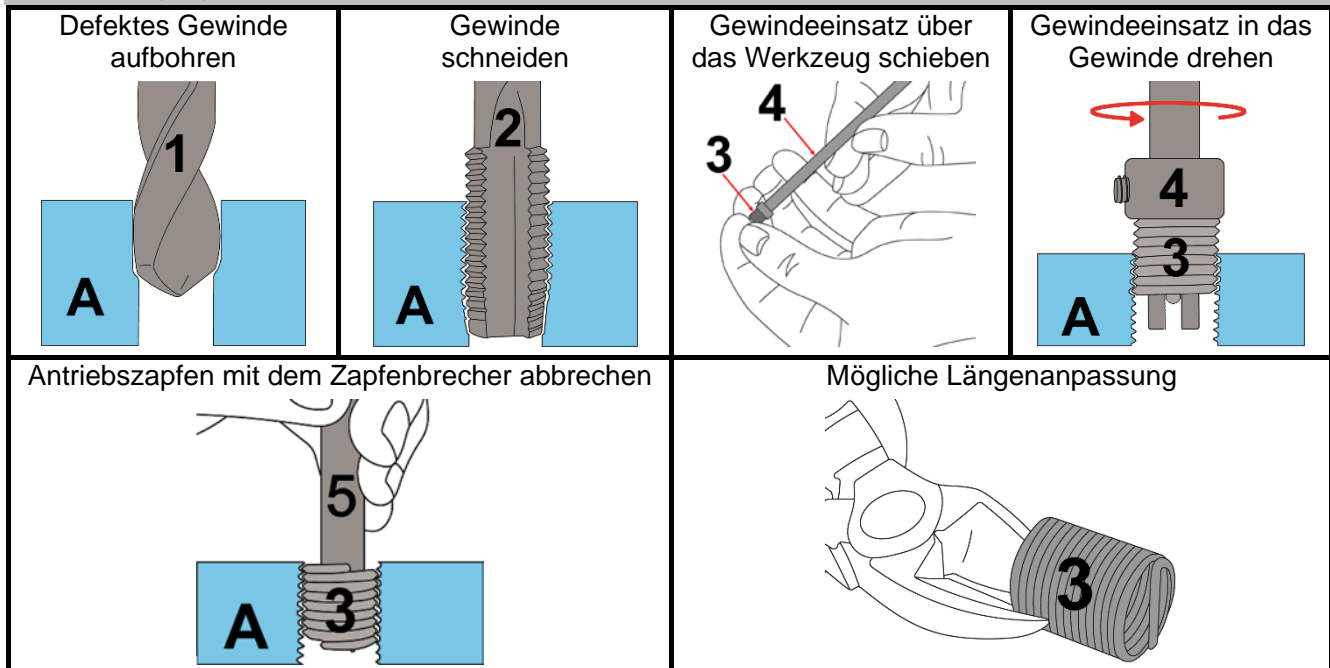 Defektes Gewinde
aufbohren
1
A
Gewinde
schneiden
2
A
Gewindeeinsatz über
das Werkzeug schieben
4
3
Gewindeeinsatz in das
Gewinde drehen
4
3
A
Antriebszapfen mit dem Zapfenbrecher abbrechen
5
A
3
Mögliche Längenanpassung
3